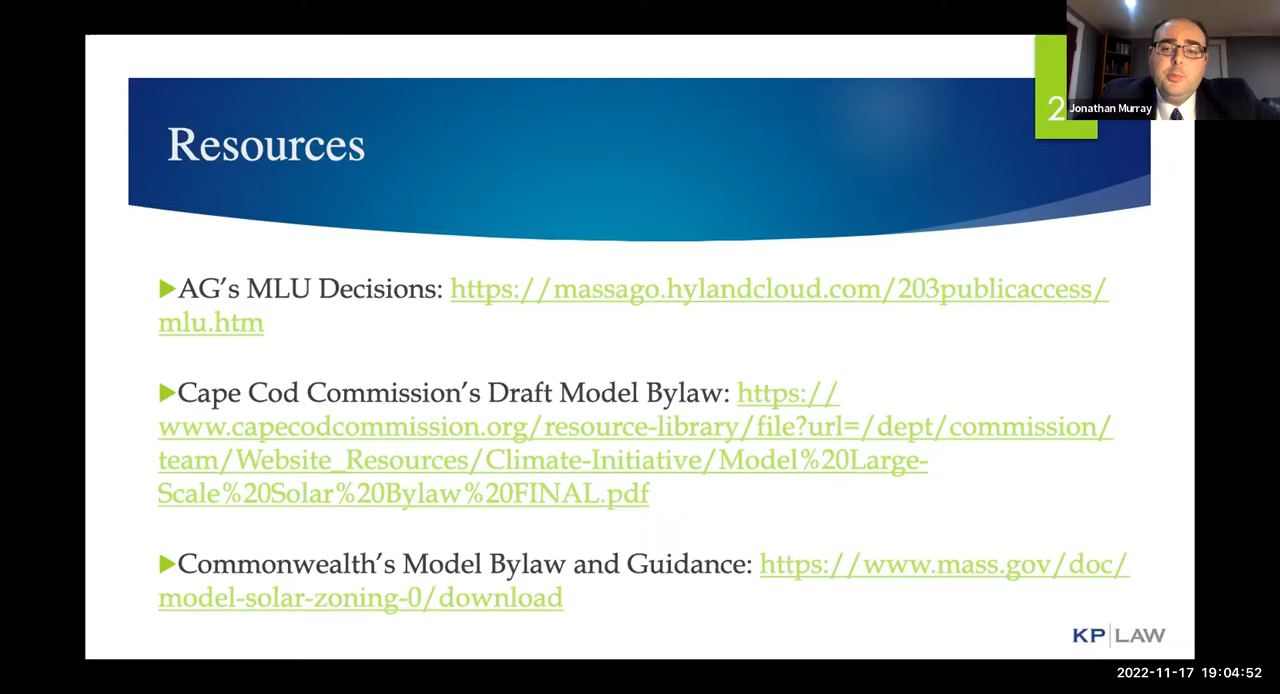 Resources
2
Jonathan Murray
AG's MLU Decisions: https://massago.hylandcloud.com/203publicaccess/
mlu.htm
Cape Cod Commission's Draft Model Bylaw: https://
www.capecodcommission.org/resource-library/file?url=/dept/commission/
team/Website_Resources/Climate-Initiative/Model%20Large-
Scale%20Solar%20Bylaw%20FINAL.pdf
Commonwealth's Model Bylaw and Guidance: https://www.mass.gov/doc/
model-solar-zoning-0/download
KP|LAW
2022-11-17 19:04:52